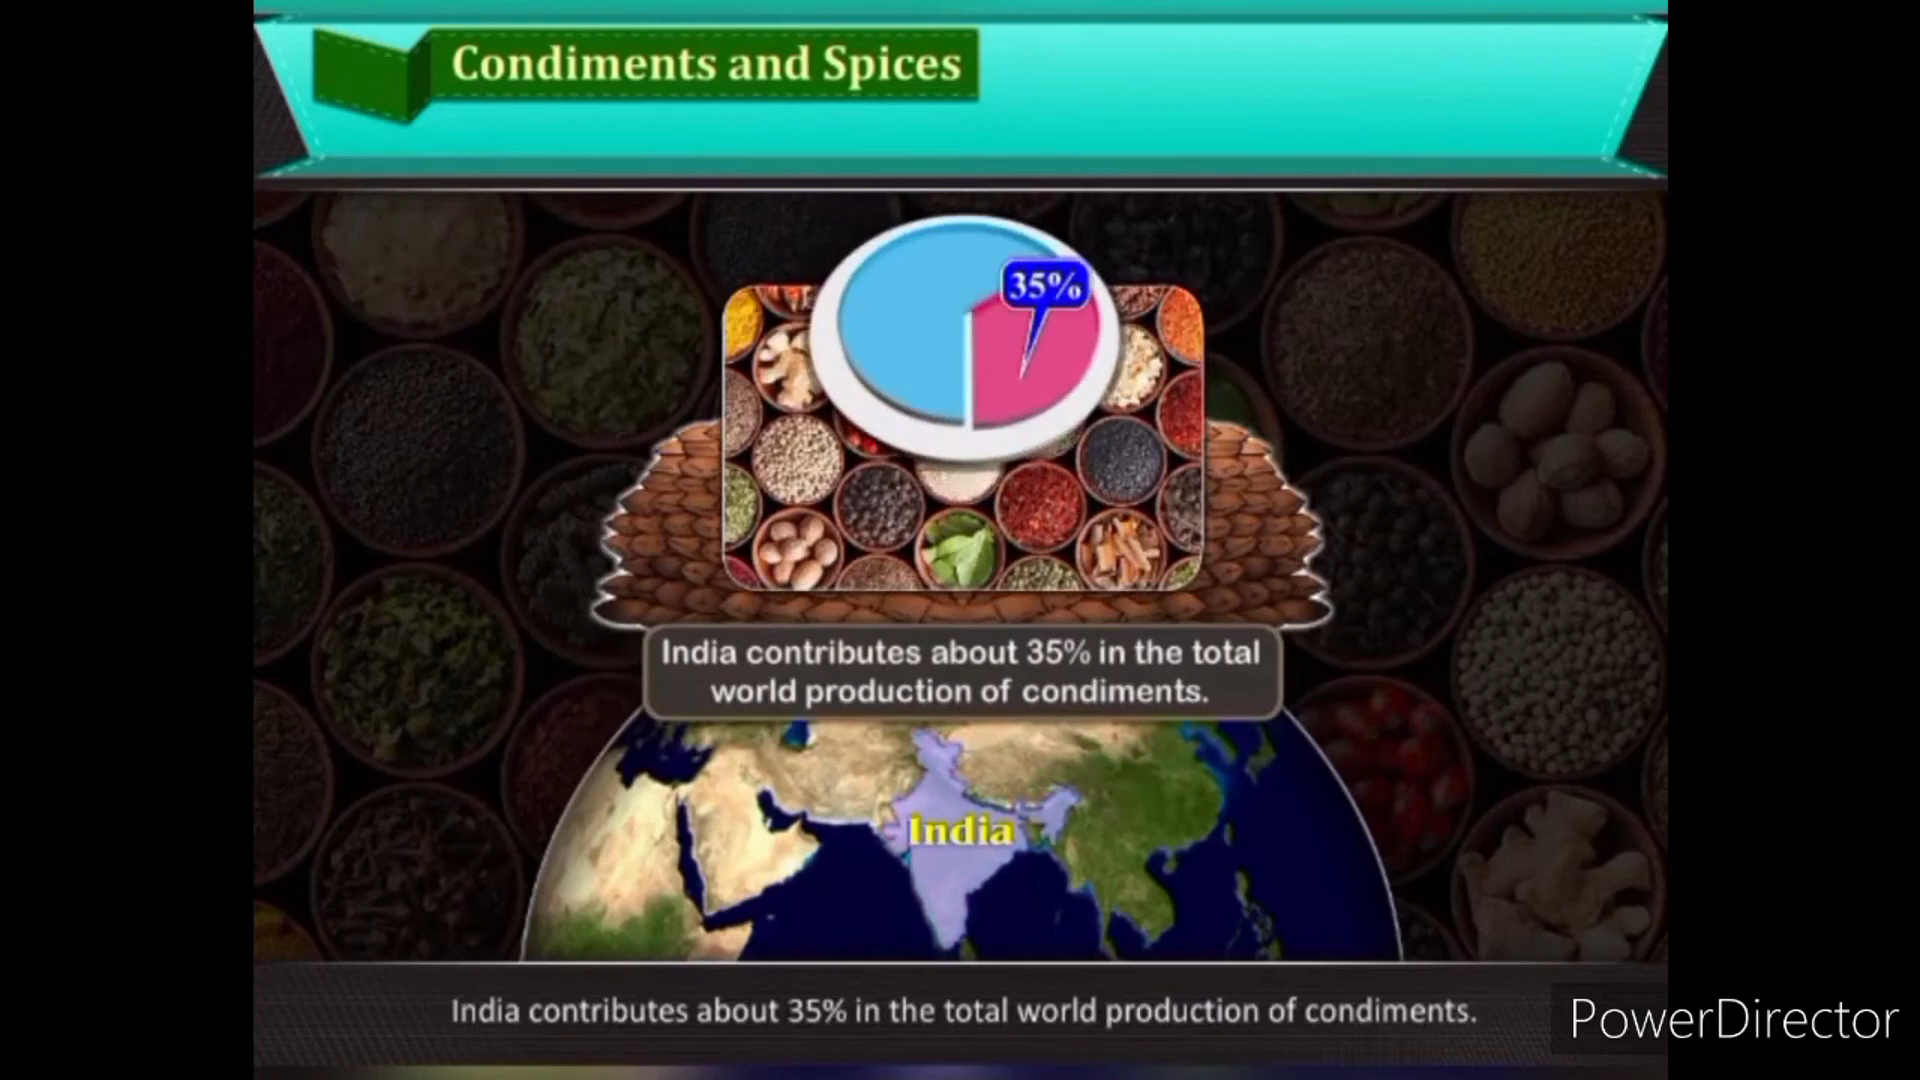 Condiments and Spices
35%
India contributes about 35% in the total
world production of condiments.
India
India contributes about 35% in the total world production of condiments.
PowerDirector